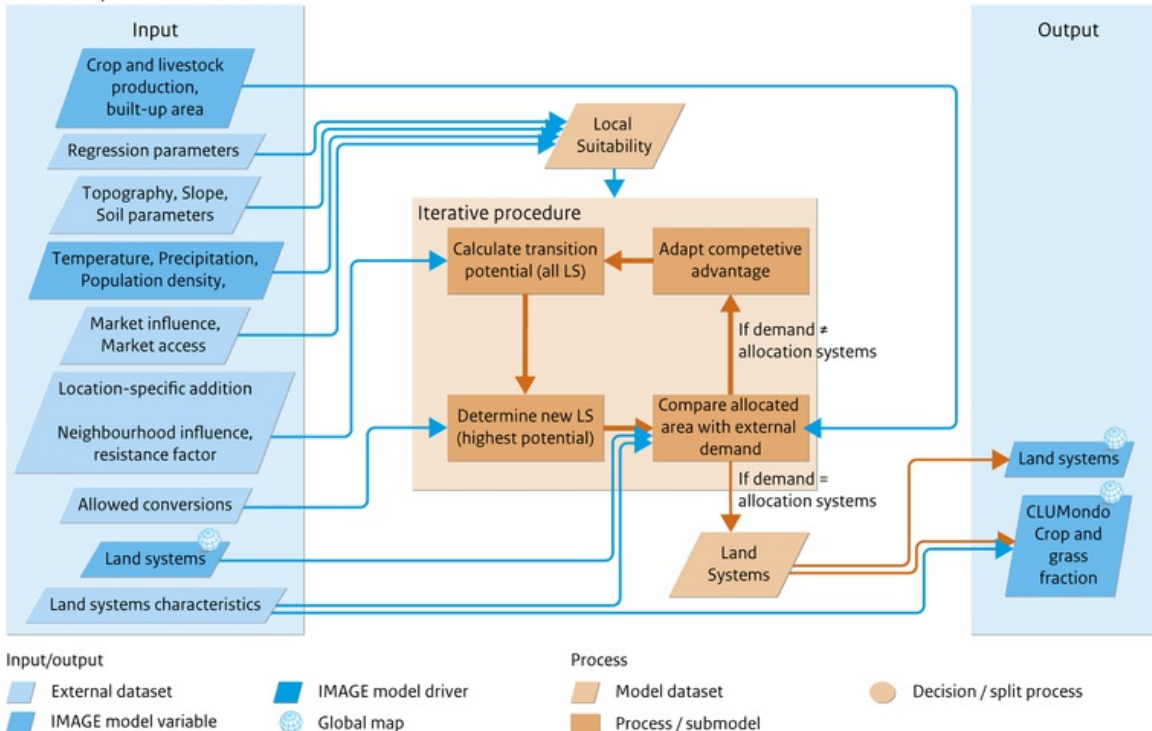 Input
Output
Crop and livestock
production,
built-up area
Regression parameters
Topography, Slope,
Soil parameters
Temperature, Precipitation,
Population density,
Market influence,
Market access
Location-specific addition
Neighbourhood influence,
resistance factor
Allowed conversions
Land systems
Land systems characteristics
Local
Suitability
Iterative procedure
Calculate transition
potential (all LS)
Adapt competetive
advantage
If demand ≠
allocation systems
Determine new LS
(highest potential)
Compare allocated
area with external
demand
If demand =
allocation systems
Land
Systems
Land systems
CLUMondo
Crop and
grass
fraction
Input/output
External dataset
IMAGE model variable
IMAGE model driver
Global map
Process
Model dataset
Process / submodel
Decision / split process